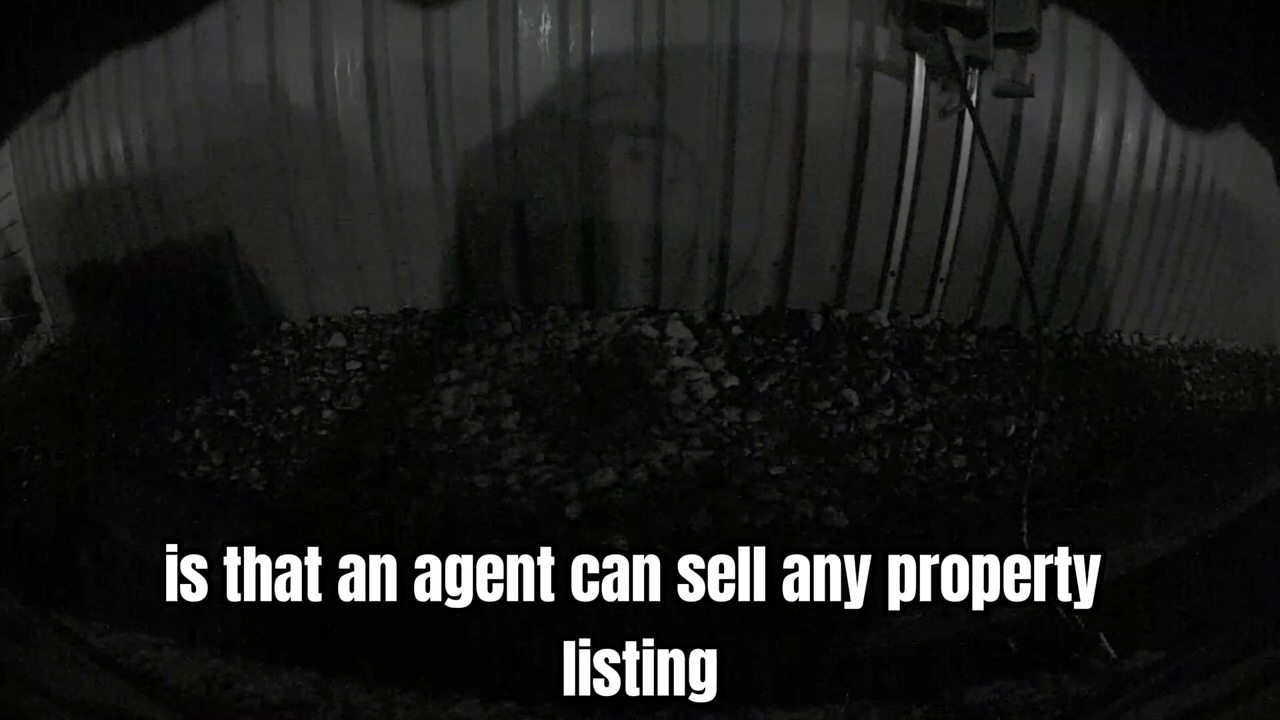 is that an agent can sell any property
listing